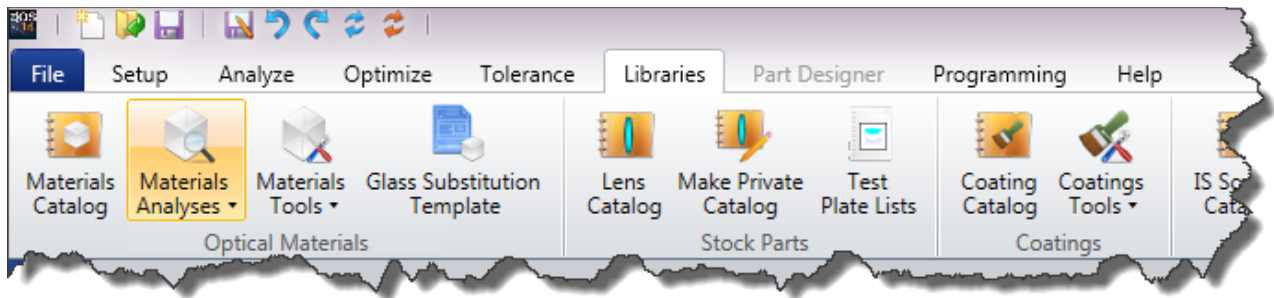 File Setup Analyze Optimize Tolerance Libraries Part Designer Programming Help
Materials Materials Materials Glass Substitution Lens Make Private Test Coating Coatings
Catalog Analyses Tools Template Catalog Catalog Plate Lists Catalog Tools
Optical Materials Stock Parts Coatings